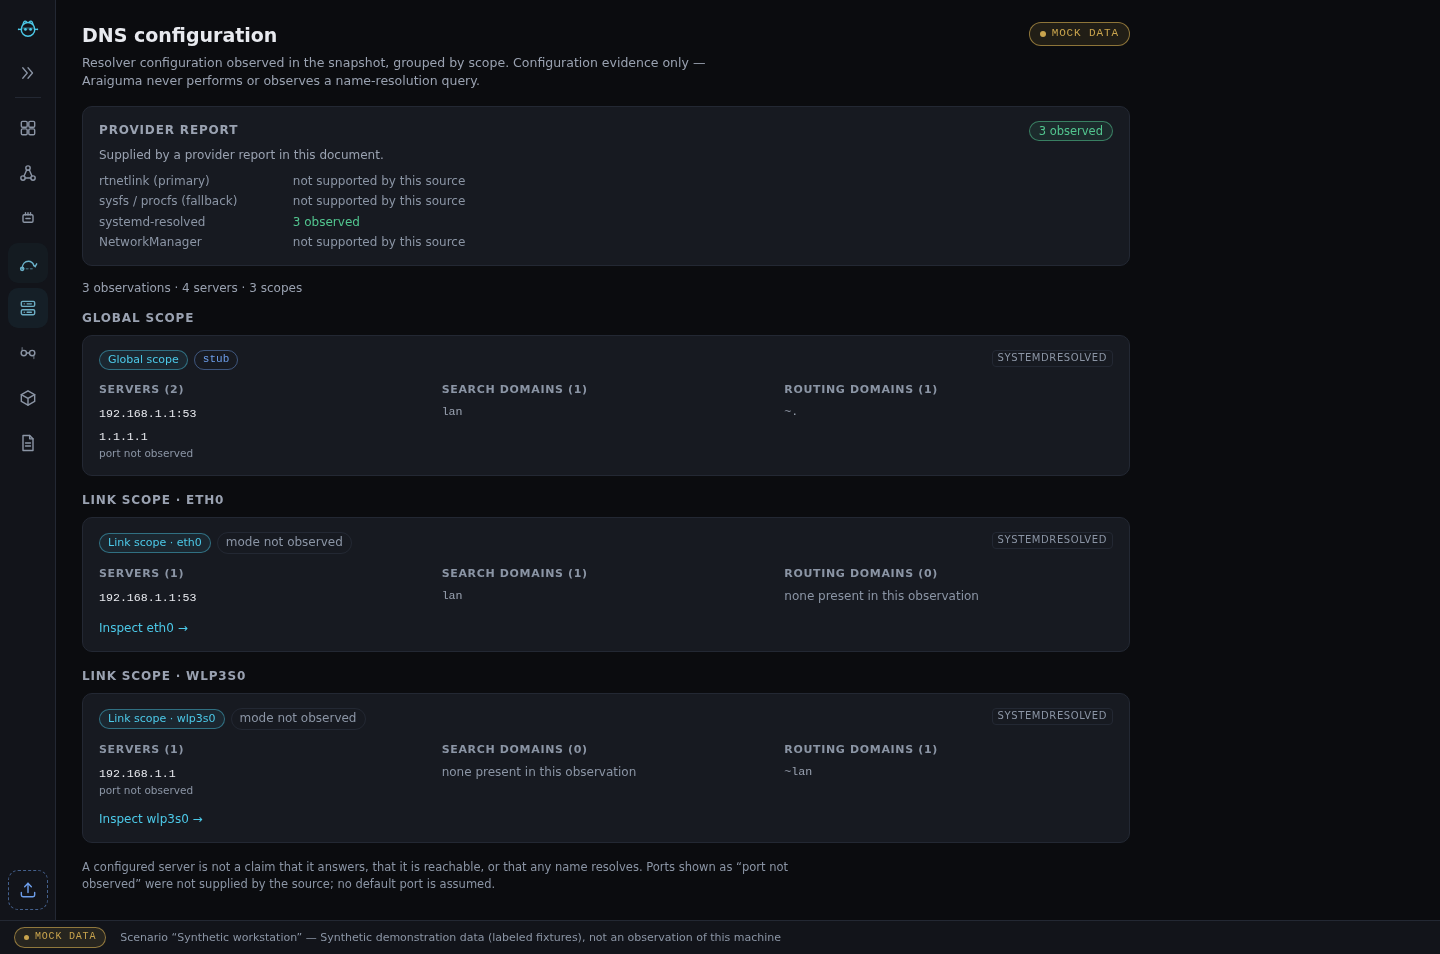 DNS configuration
MOCK DATA
Resolver configuration observed in the snapshot, grouped by scope. Configuration evidence only —
Araiguma never performs or observes a name-resolution query.
PROVIDER REPORT
3 observed
Supplied by a provider report in this document.
rtnetlink (primary) not supported by this source
sysfs / procfs (fallback) not supported by this source
systemd-resolved 3 observed
NetworkManager not supported by this source
3 observations · 4 servers · 3 scopes
GLOBAL SCOPE
Global scope stub SYSTEMDRESOLVED
SERVERS (2) SEARCH DOMAINS (1) ROUTING DOMAINS (1)
192.168.1.1:53 lan ~.
1.1.1.1
port not observed
LINK SCOPE · ETH0
Link scope · eth0 mode not observed SYSTEMDRESOLVED
SERVERS (1) SEARCH DOMAINS (1) ROUTING DOMAINS (0)
192.168.1.1:53 lan none present in this observation
Inspect eth0 →
LINK SCOPE · WLP3S0
Link scope · wlp3s0 mode not observed SYSTEMDRESOLVED
SERVERS (1) SEARCH DOMAINS (0) ROUTING DOMAINS (1)
192.168.1.1 none present in this observation ~lan
port not observed
Inspect wlp3s0 →
A configured server is not a claim that it answers, that it is reachable, or that any name resolves. Ports shown as “port not
observed” were not supplied by the source; no default port is assumed.
MOCK DATA Scenario “Synthetic workstation” — Synthetic demonstration data (labeled fixtures), not an observation of this machine